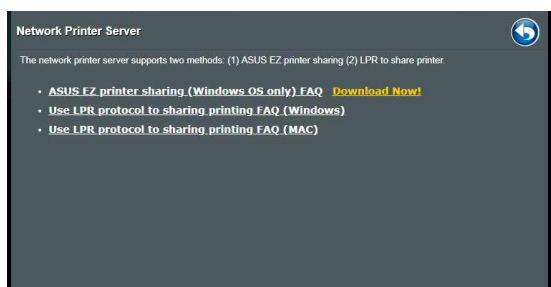 Network Printer Server
The network printer server supports two methods: (1) ASUS EZ printer sharing (2) LPR to share printer.
ASUS EZ printer sharing (Windows OS only) FAQ Download Now!
Use LPR protocol to sharing printing FAQ (Windows)
Use LPR protocol to sharing printing FAQ (MAC)